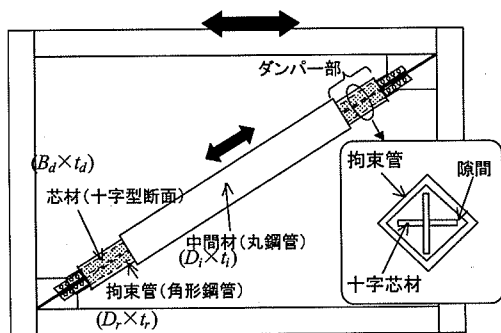 ダンパー部
(B_d×t_d)
芯材(十字型断面)
中間材(丸鋼管)
(D_i×t_i)
拘束管(角形鋼管)
(D_r×t_r)
拘束管
隙間
十字芯材